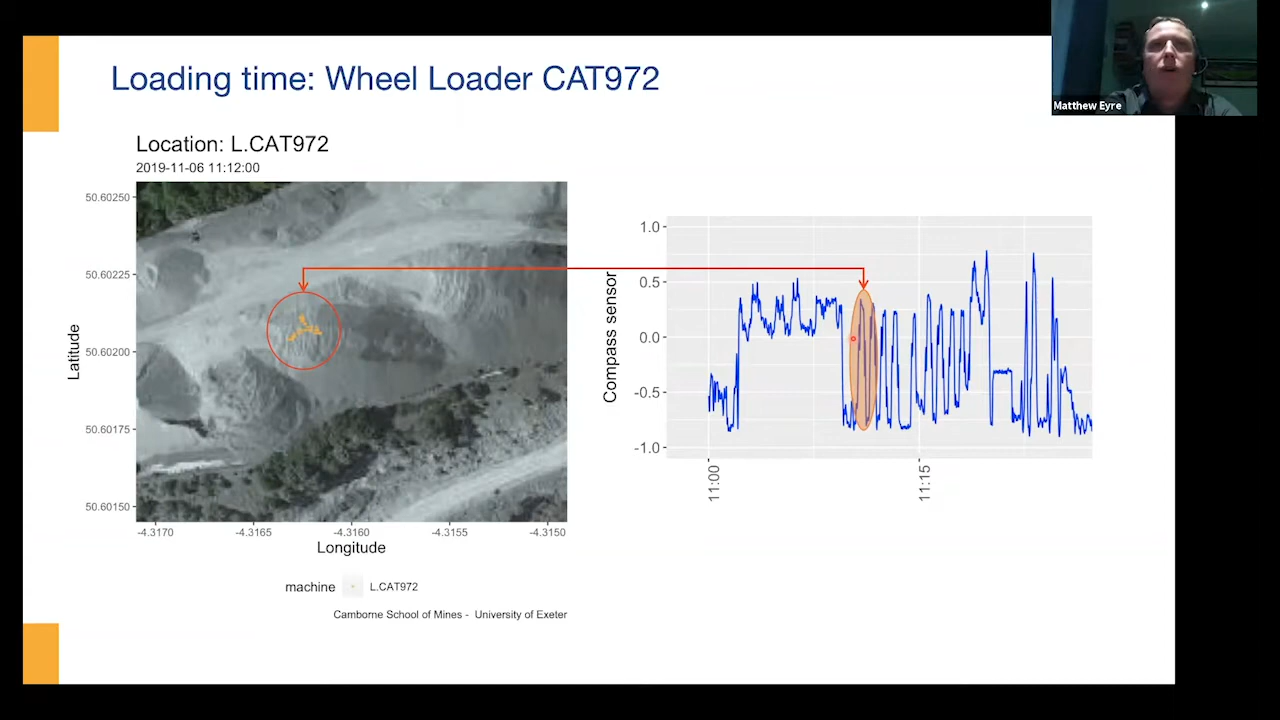 Loading time: Wheel Loader CAT972
Matthew Eyre
Location: L.CAT972
2019-11-06 11:12:00
50.60250
50.60225
50.60200
50.60175
50.60150
Latitude
-4.3170
-4.3165
-4.3160
-4.3155
-4.3150
Longitude
machine
L.CAT972
Camborne School of Mines - University of Exeter
Compass sensor
1.0
0.5
0.0
-0.5
-1.0
11:00
11:15